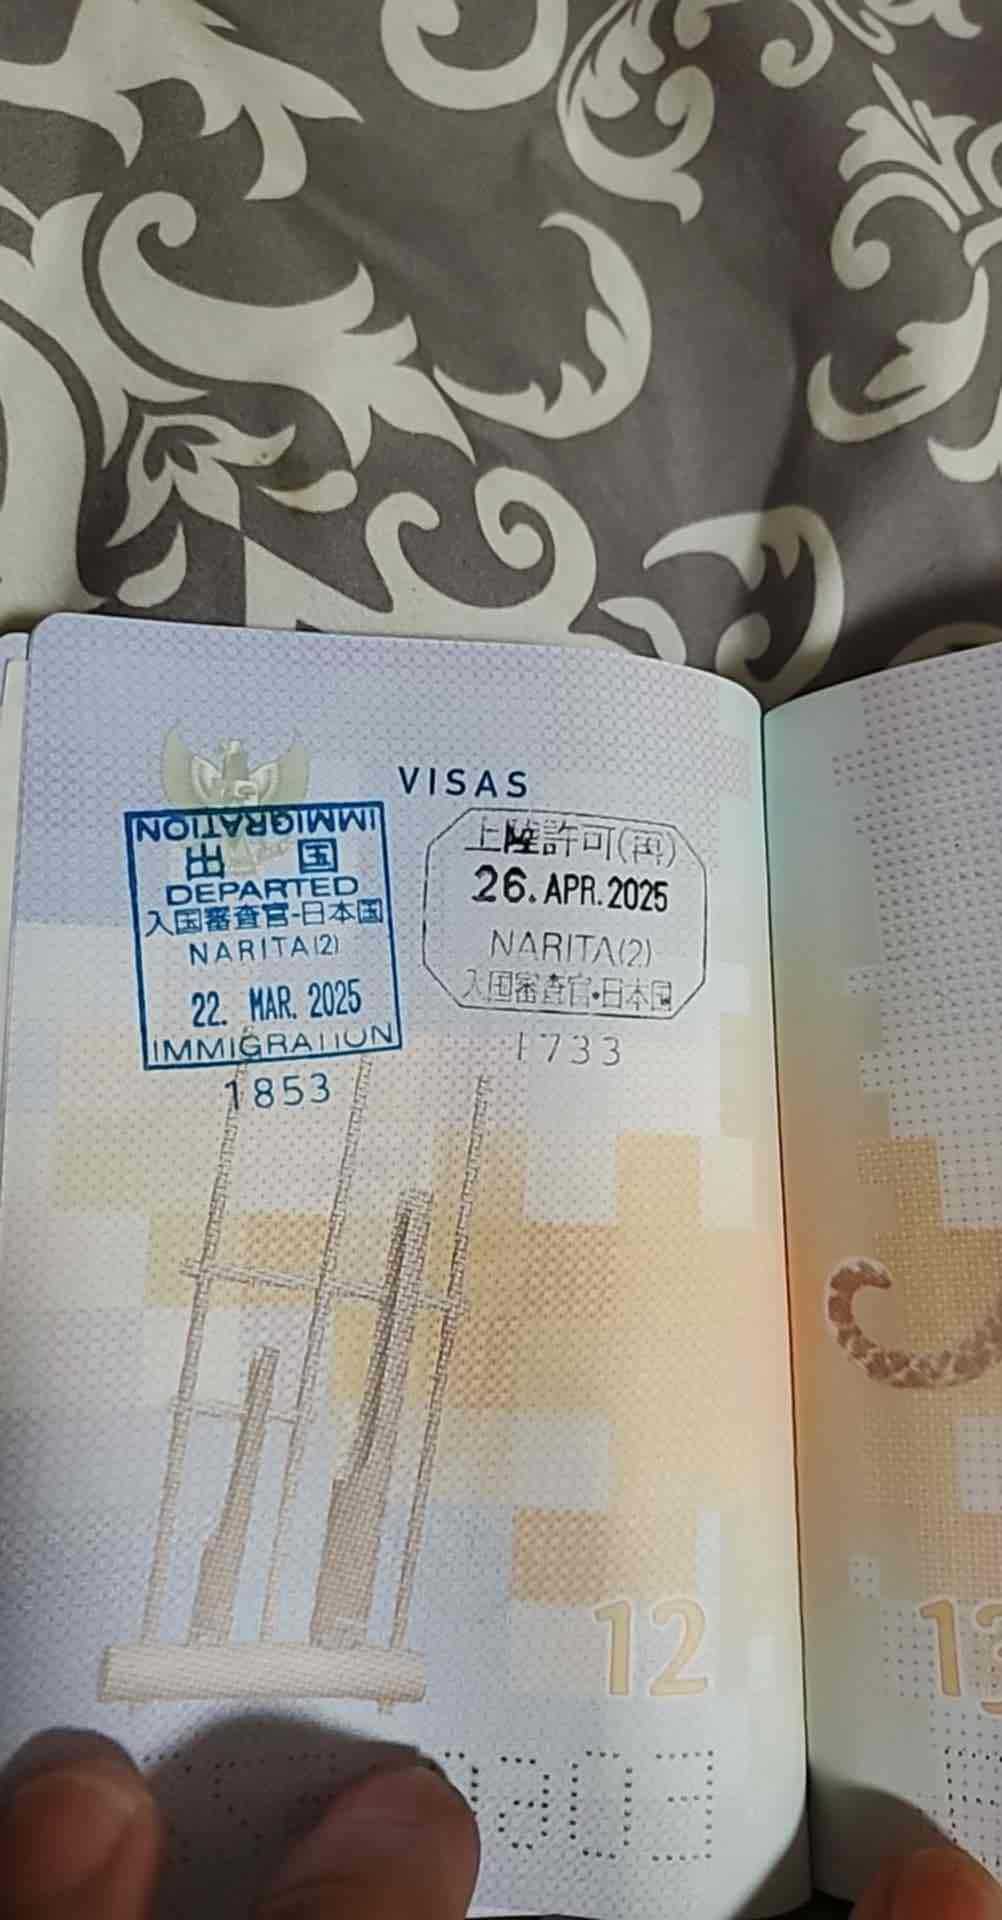 VISAS
IMMIGRATION
出国
DEPARTED
入国審査官-日本国
NARITA(2)
22. MAR. 2025
IMMIGRATION
1853
上陸許可(再)
26. APR. 2025
NARITA(2)
入国審査官・日本国
1733
12
13